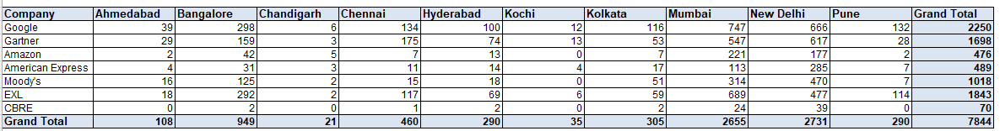 Company Ahmedabad Bangalore Chandigarh Chennai Hyderabad Kochi Kolkata Mumbai New Delhi Pune Grand Total
Google 39 298 6 134 100 12 116 747 666 132 2250
Gartner 29 159 3 175 74 13 53 547 617 28 1698
Amazon 2 42 5 7 13 0 7 221 177 2 476
American Express 4 31 3 11 14 4 17 113 285 7 489
Moody's 16 125 2 15 18 0 51 314 470 7 1018
EXL 18 292 2 117 69 6 59 689 477 114 1843
CBRE 0 2 0 1 2 0 2 24 39 0 70
Grand Total 108 949 21 460 290 35 305 2655 2731 290 7844